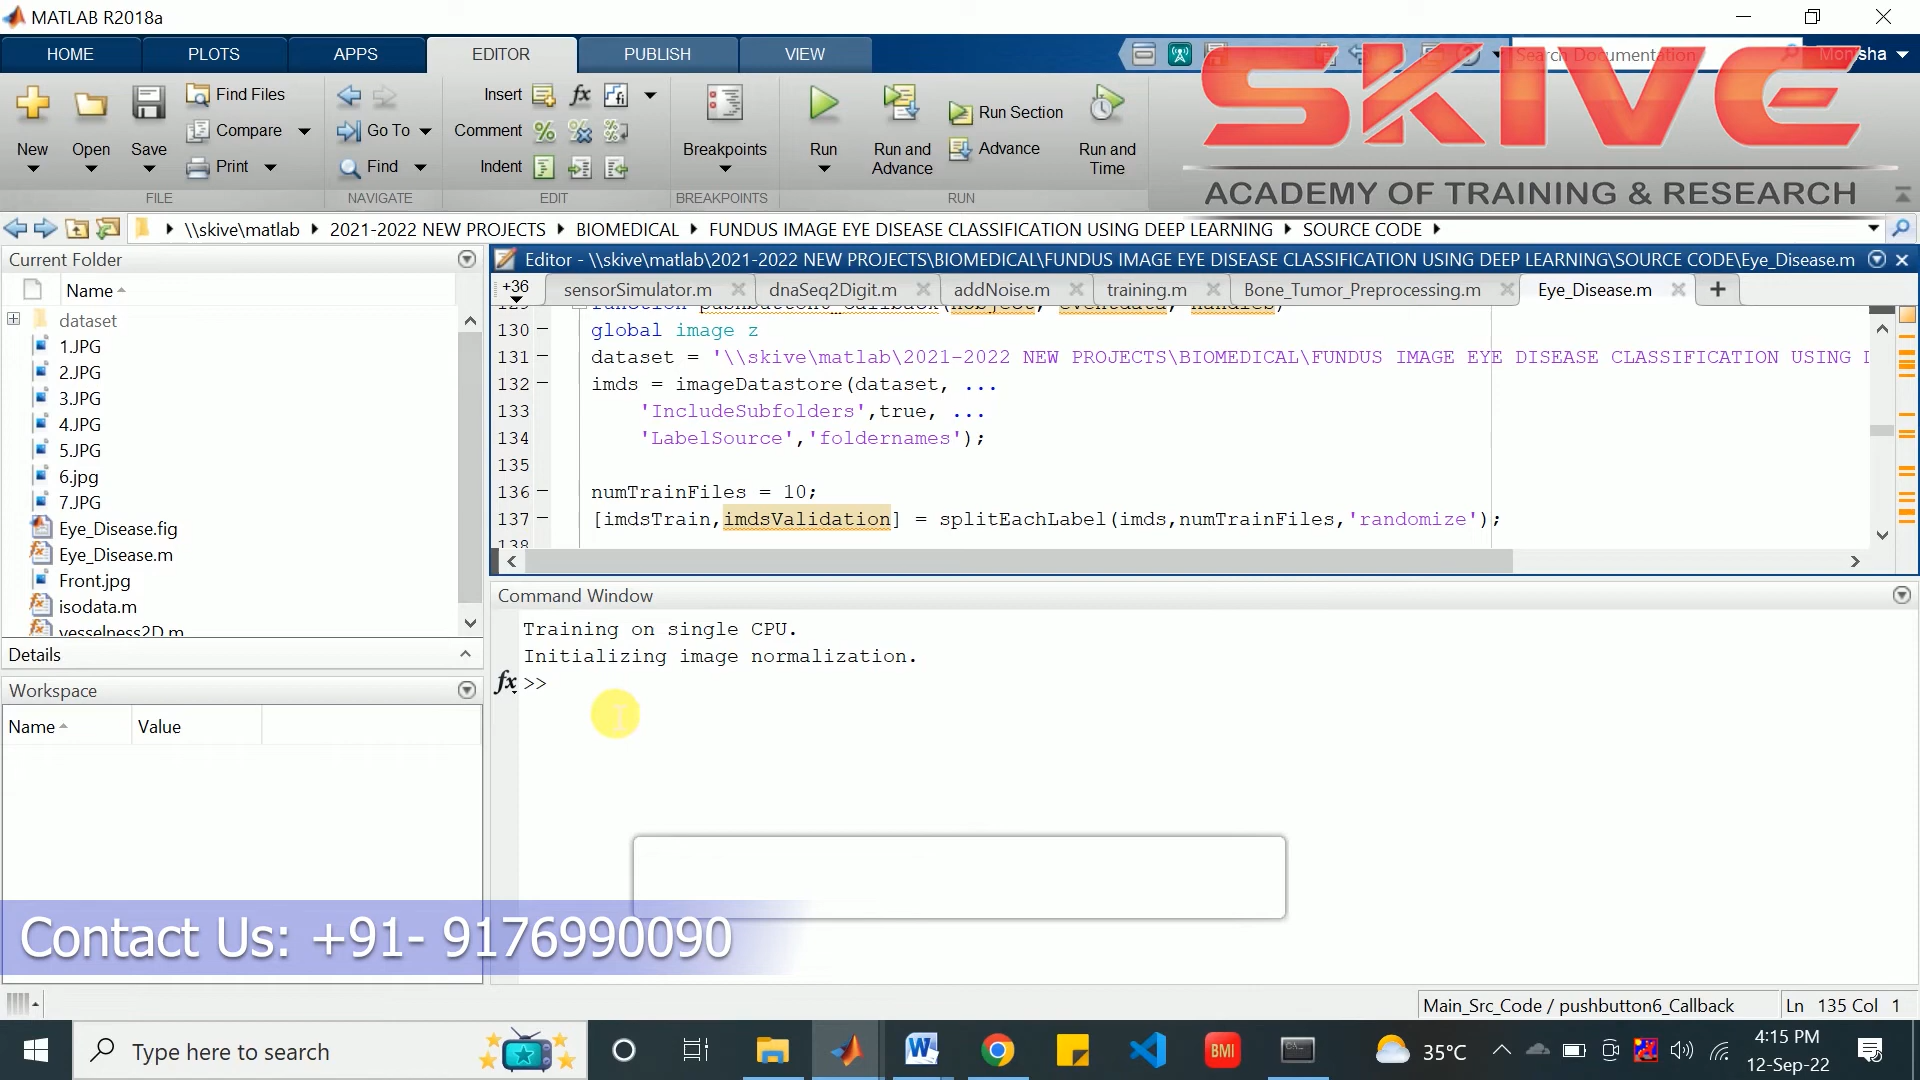 MATLAB R2018a
HOME PLOTS APPS EDITOR PUBLISH VIEW
Search Documentation
SKIVE
ACADEMY OF TRAINING & RESEARCH
New Open Save
Find Files
Compare
Print
FILE
Go To
Find
NAVIGATE
Insert fx
Comment
Indent
EDIT
Breakpoints
BREAKPOINTS
Run
Run and
Advance
Run Section
Advance
Run and
Time
RUN
\\skive\matlab 2021-2022 NEW PROJECTS BIOMEDICAL FUNDUS IMAGE EYE DISEASE CLASSIFICATION USING DEEP LEARNING SOURCE CODE
Current Folder
Name
dataset
1.JPG
2.JPG
3.JPG
4.JPG
5.JPG
6.jpg
7.JPG
Eye_Disease.fig
Eye_Disease.m
Front.jpg
isodata.m
vesselness2D.m
Details
Workspace
Name Value
Editor - \\skive\matlab\2021-2022 NEW PROJECTS\BIOMEDICAL\FUNDUS IMAGE EYE DISEASE CLASSIFICATION USING DEEP LEARNING\SOURCE CODE\Eye_Disease.m
+36 sensorSimulator.m dnaSeq2Digit.m addNoise.m training.m Bone_Tumor_Preprocessing.m Eye_Disease.m
130 global image z
131 dataset = '\\skive\matlab\2021-2022 NEW PROJECTS\BIOMEDICAL\FUNDUS IMAGE EYE DISEASE CLASSIFICATION USING
132 imds = imageDatastore(dataset, ...
133 'IncludeSubfolders',true, ...
134 'LabelSource','foldernames');
135
136 numTrainFiles = 10;
137 [imdsTrain,imdsValidation] = splitEachLabel(imds,numTrainFiles,'randomize');
138
Command Window
Training on single CPU.
Initializing image normalization.
fx >>
Contact Us: +91- 9176990090
Main_Src_Code / pushbutton6_Callback Ln 135 Col 1
Type here to search
BMI
35°C
4:15 PM
12-Sep-22